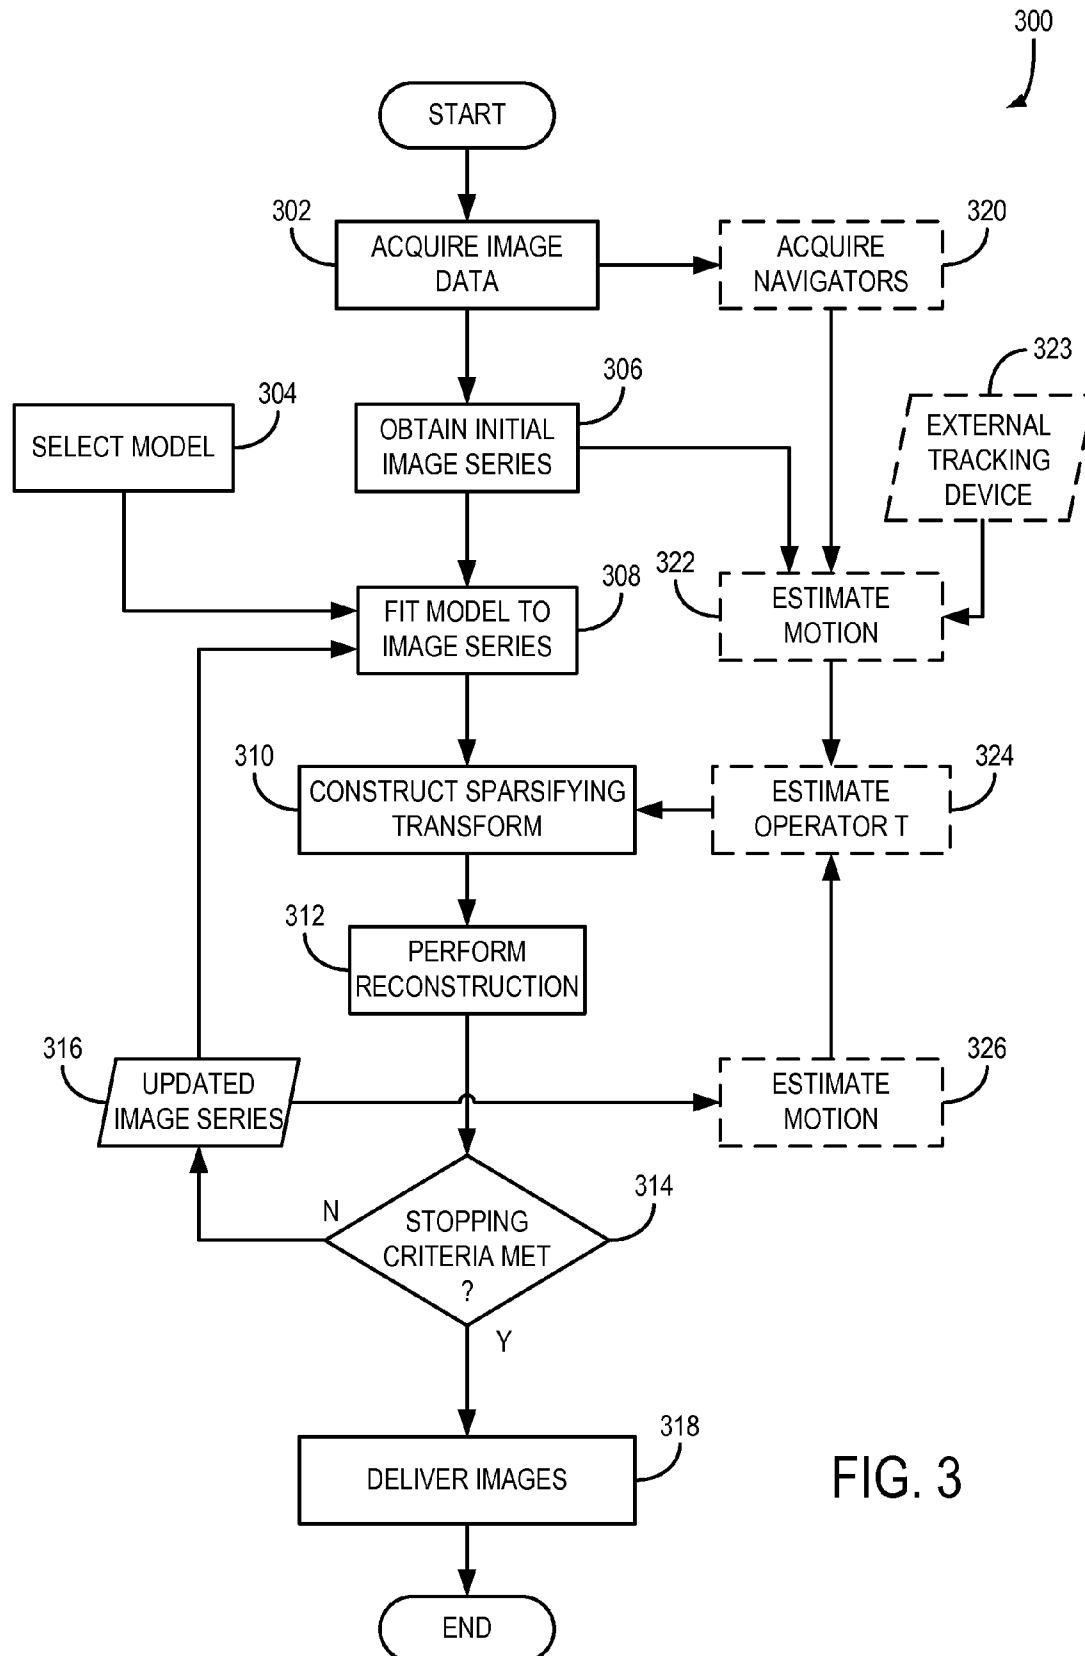 300
START
302
ACQUIRE IMAGE
DATA
320
ACQUIRE
NAVIGATORS
323
EXTERNAL
TRACKING
DEVICE
304
SELECT MODEL
306
OBTAIN INITIAL
IMAGE SERIES
322
ESTIMATE
MOTION
308
FIT MODEL TO
IMAGE SERIES
310
CONSTRUCT SPARSIFYING
TRANSFORM
324
ESTIMATE
OPERATOR T
312
PERFORM
RECONSTRUCTION
316
UPDATED
IMAGE SERIES
326
ESTIMATE
MOTION
314
N
STOPPING
CRITERIA MET
?
Y
318
DELIVER IMAGES
FIG. 3
END